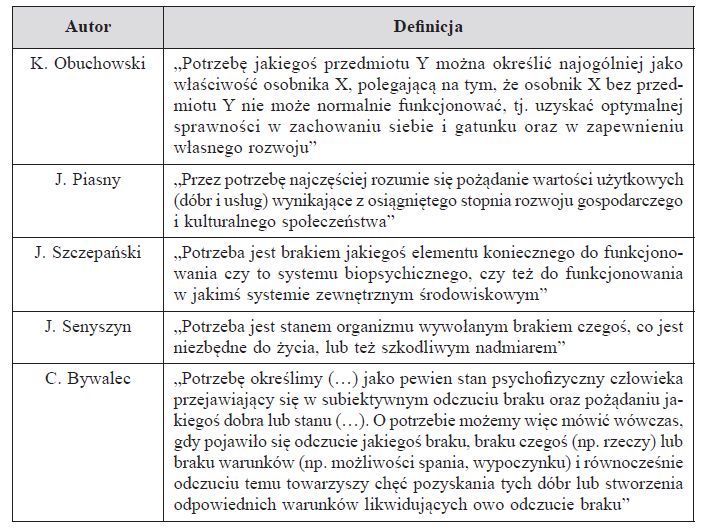 Autor
Definicja
K. Obuchowski
„Potrzebę jakiegoś przedmiotu Y można określić najogólniej jako
właściwość osobnika X, polegającą na tym, że osobnik X bez przed-
miotu Y nie może normalnie funkcjonować, tj. uzyskać optymalnej
sprawności w zachowaniu siebie i gatunku oraz w zapewnieniu
własnego rozwoju”
J. Piasny
„Przez potrzebę najczęściej rozumie się pożądanie wartości użytkowych
(dóbr i usług) wynikające z osiągniętego stopnia rozwoju gospodarczego
i kulturalnego społeczeństwa”
J. Szczepański
„Potrzeba jest brakiem jakiegoś elementu koniecznego do funkcjono-
wania czy to systemu biopsychicznego, czy też do funkcjonowania
w jakimś systemie zewnętrznym środowiskowym”
J. Senyszyn
„Potrzeba jest stanem organizmu wywołanym brakiem czegoś, co jest
niezbędne do życia, lub też szkodliwym nadmiarem”
C. Bywalec
„Potrzebę określimy (…) jako pewien stan psychofizyczny człowieka
przejawiający się w subiektywnym odczuciu braku oraz pożądaniu ja-
kiegoś dobra lub stanu (…). O potrzebie możemy więc mówić wówczas,
gdy pojawiło się odczucie jakiegoś braku, braku czegoś (np. rzeczy) lub
braku warunków (np. możliwości spania, wypoczynku) i równocześnie
odczuciu temu towarzyszy chęć pozyskania tych dóbr lub stworzenia
odpowiednich warunków likwidujących owo odczucie braku”